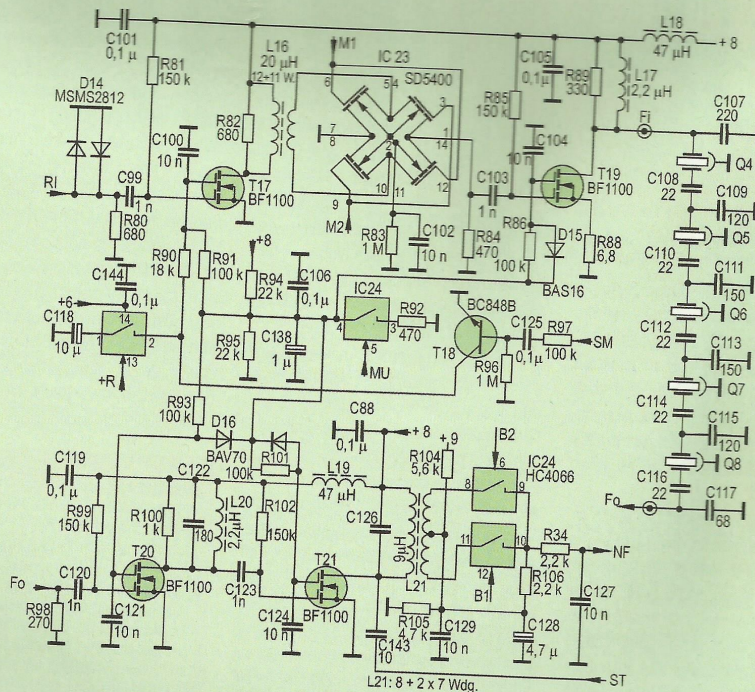 C101
0,1 µ
R81
150 k
L16
20 µH
12+11 W.
M1
IC 23
SD5400
C105
0,1µ
R89
330
L18
47 µH
+ 8
L17
2,2 µH
D14
MSMS2812
C107
220
R82
680
C100
10 n
6
5
4
3
R85
150 k
C104
10 n
Fi
Q4
7
8
2
1
14
C103
1 n
T19
BF1100
RI
C99
1 n
T17
BF1100
C108
22
C109
120
10
11
12
9
Q5
R80
680
M2
R83
1 M
C102
10 n
R84
470
R86
100 k
D15
BAS16
R88
6,8
C110
22
C111
150
R90
18 k
R91
100 k
+8
R94
22 k
C106
0,1 µ
C144
0,1µ
+6
IC24
BC848B
Q6
C118
10 µ
14
1
2
13
+R
R95
22 k
C138
1 µ
4
3
5
MU
R92
470
T18
C125
0,1µ
R97
100 k
SM
C112
22
C113
150
R96
1 M
Q7
R93
100 k
D16
BAV70
C88
0,1 µ
+ 8
+9
B2
C114
22
C115
120
R101
100k
R104
5,6 k
IC24
HC4066
6
8
9
Q8
C119
0,1 µ
R99
150 k
R100
1 k
C122
180
L20
2,2µH
R102
150k
L19
47 µH
C126
9µH
L21
C116
22
C117
68
Fo
11
10
12
B1
R34
2,2 k
NF
T20
BF1100
T21
BF1100
R106
2,2 k
C127
10 n
Fo
C120
1n
C123
1n
R98
270
C121
10 n
C124
10 n
R105
4,7 k
C143
10
C129
10 n
C128
4,7 µ
ST
L21: 8 + 2 x 7 Wdg.